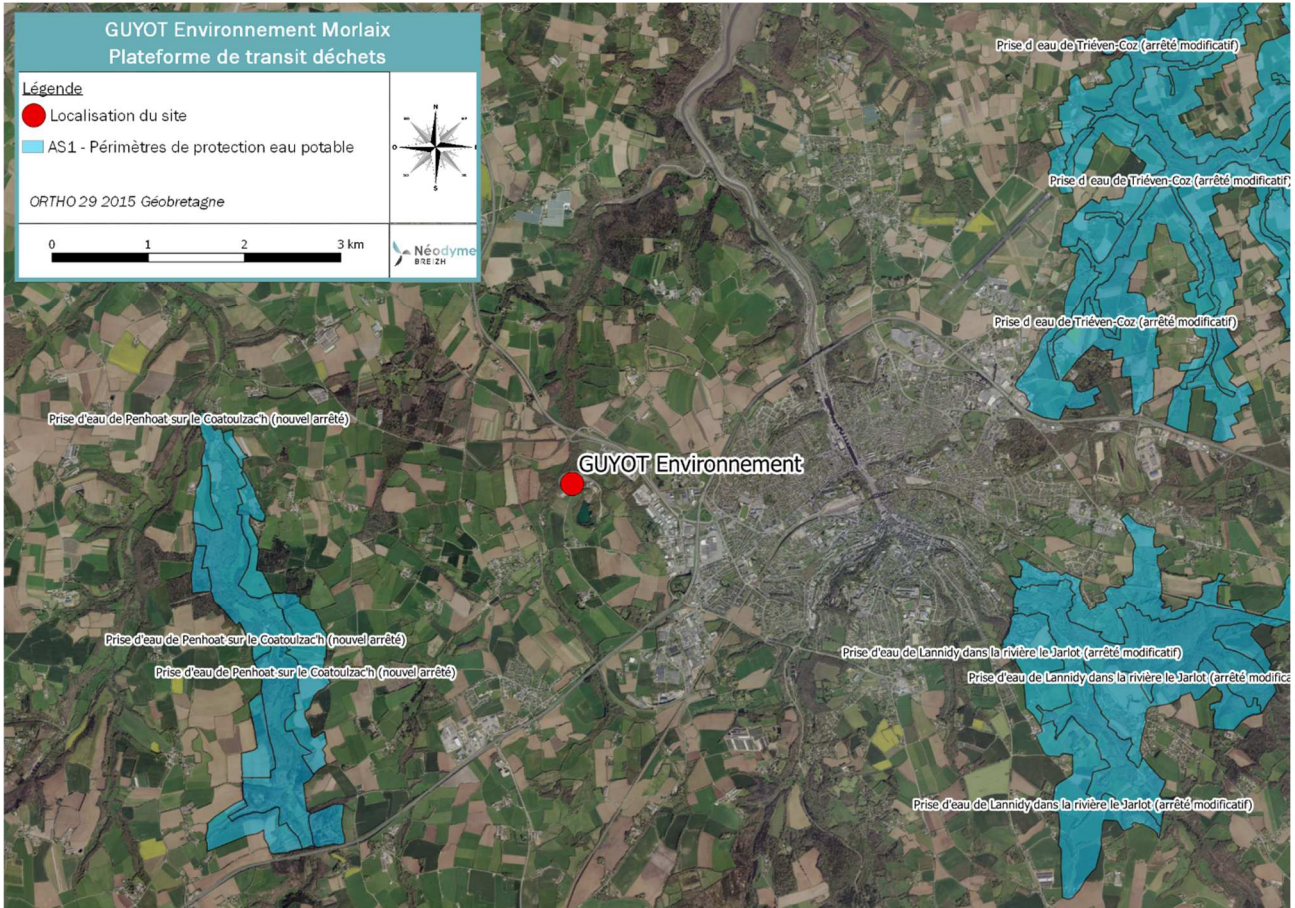 GUYOT Environnement Morlaix
Plateforme de transit déchets
Légende
Localisation du site
AS1 - Périmètres de protection eau potable
N
O
E
S
ORTHO 29 2015 Géobretagne
0 1 2 3 km
Néodyme
BREIZH
Prise d eau de Triéven-Coz (arrêté modificatif)
Prise d eau de Triéven-Coz (arrêté modificatif)
Prise d eau de Triéven-Coz (arrêté modificatif)
Prise d'eau de Penhoat sur le Coatoulzac'h (nouvel arrêté)
GUYOT Environnement
Prise d'eau de Penhoat sur le Coatoulzac'h (nouvel arrêté)
Prise d'eau de Lannidy dans la rivière le Jarlot (arrêté modificatif)
Prise d'eau de Penhoat sur le Coatoulzac'h (nouvel arrêté)
Prise d'eau de Lannidy dans la rivière le Jarlot (arrêté modifica
Prise d'eau de Lannidy dans la rivière le Jarlot (arrêté modificatif)